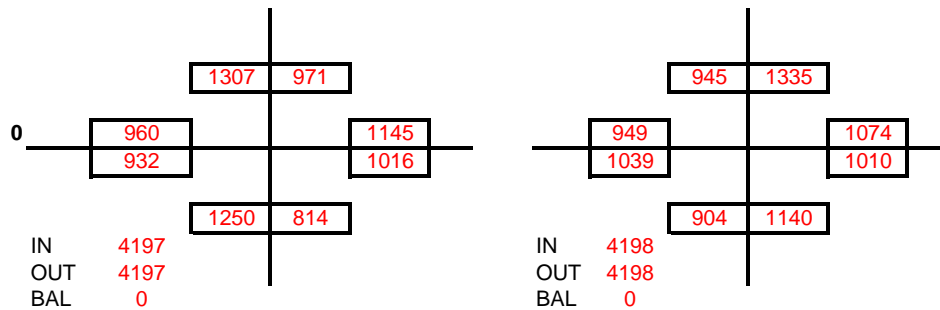 1307 971 945 1335
0 960 1145 949 1074
932 1016 1039 1010
1250 814 904 1140
IN 4197 IN 4198
OUT 4197 OUT 4198
BAL 0 BAL 0